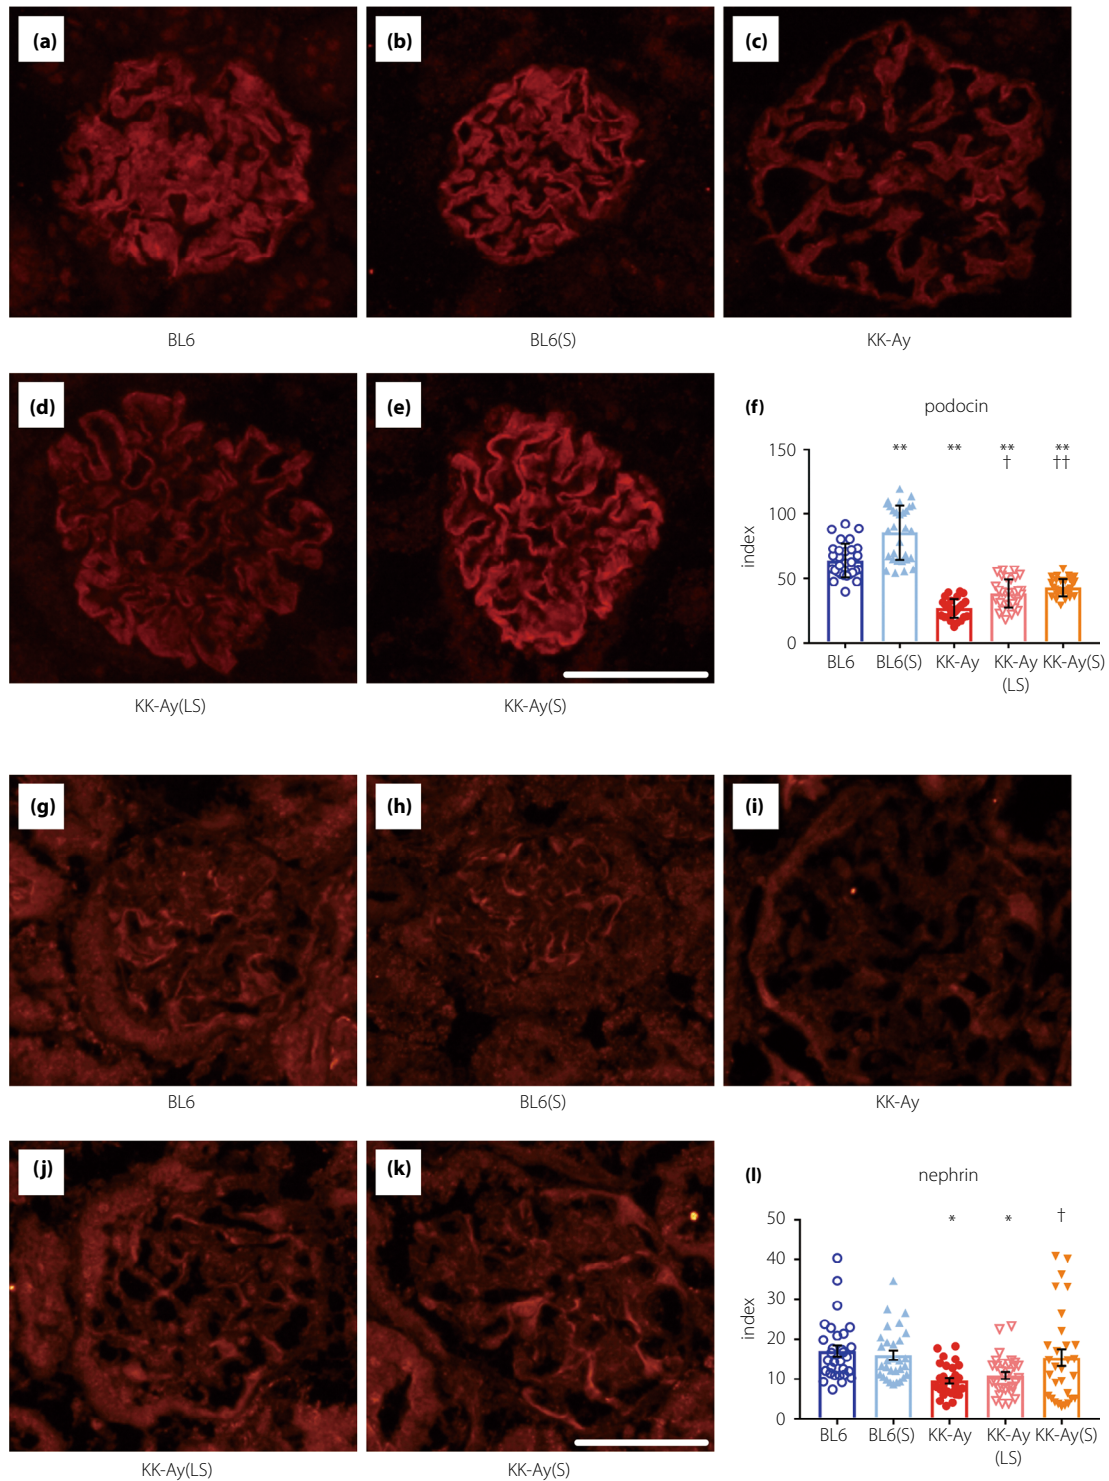 (a)
(b)
(c)
BL6
BL6(S)
KK-Ay
(d)
(e)
(f)
podocin
** ** ** **
† ††
150
100
50
0
index
BL6 BL6(S) KK-Ay KK-Ay KK-Ay(S)
(LS)
KK-Ay(LS)
KK-Ay(S)
(g)
(h)
(i)
BL6
BL6(S)
KK-Ay
(j)
(k)
(l)
nephrin
* * †
50
40
30
20
10
0
index
BL6 BL6(S) KK-Ay KK-Ay KK-Ay(S)
(LS)
KK-Ay(LS)
KK-Ay(S)